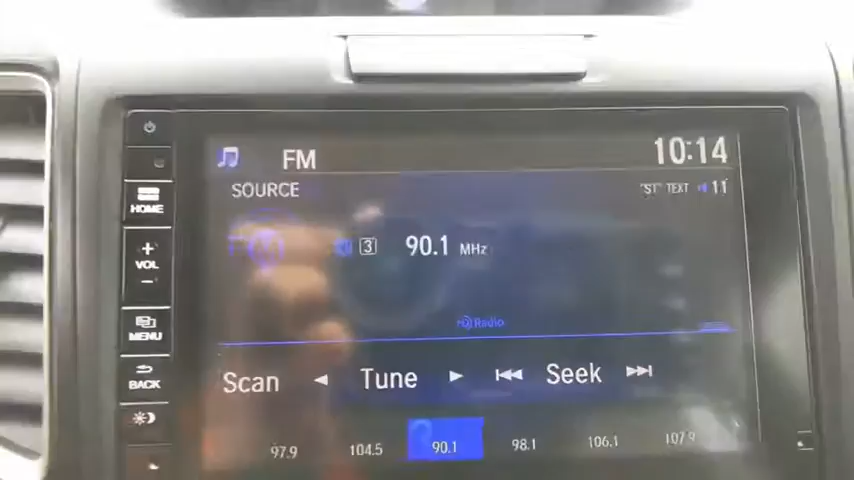 FM
10:14
SOURCE
"ST" TEXT 11
HOME
3 90.1 MHz
+
VOL
−
HD Radio
MENU
Scan Tune Seek
BACK
97.9 104.5 90.1 98.1 106.1 107.9